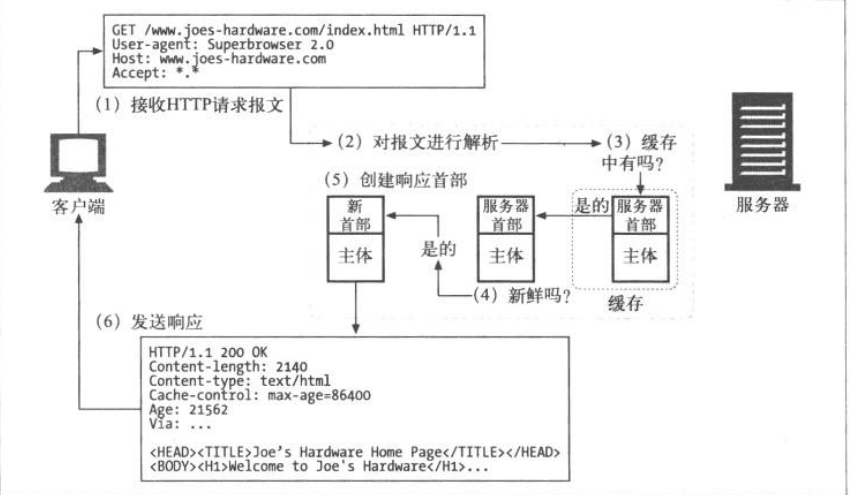 GET /www.joes-hardware.com/index.html HTTP/1.1
User-agent: Superbrowser 2.0
Host: www.joes-hardware.com
Accept: *.*
(1) 接收HTTP请求报文
(2) 对报文进行解析
(3) 缓存
中有吗?
(5) 创建响应首部
客户端
服务器
新
首部
主体
是的
服务器
首部
主体
是的
服务器
首部
主体
(4) 新鲜吗?
缓存
(6) 发送响应
HTTP/1.1 200 OK
Content-length: 2140
Content-type: text/html
Cache-control: max-age=86400
Age: 21562
Via: ...
<HEAD><TITLE>Joe's Hardware Home Page</TITLE></HEAD>
<BODY><H1>Welcome to Joe's Hardware</H1>...